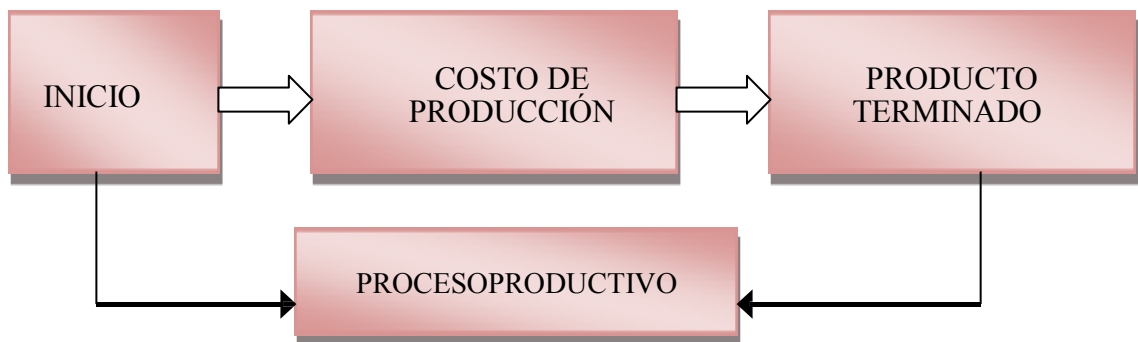 INICIO
COSTO DE
PRODUCCIÓN
PRODUCTO
TERMINADO
PROCESOPRODUCTIVO